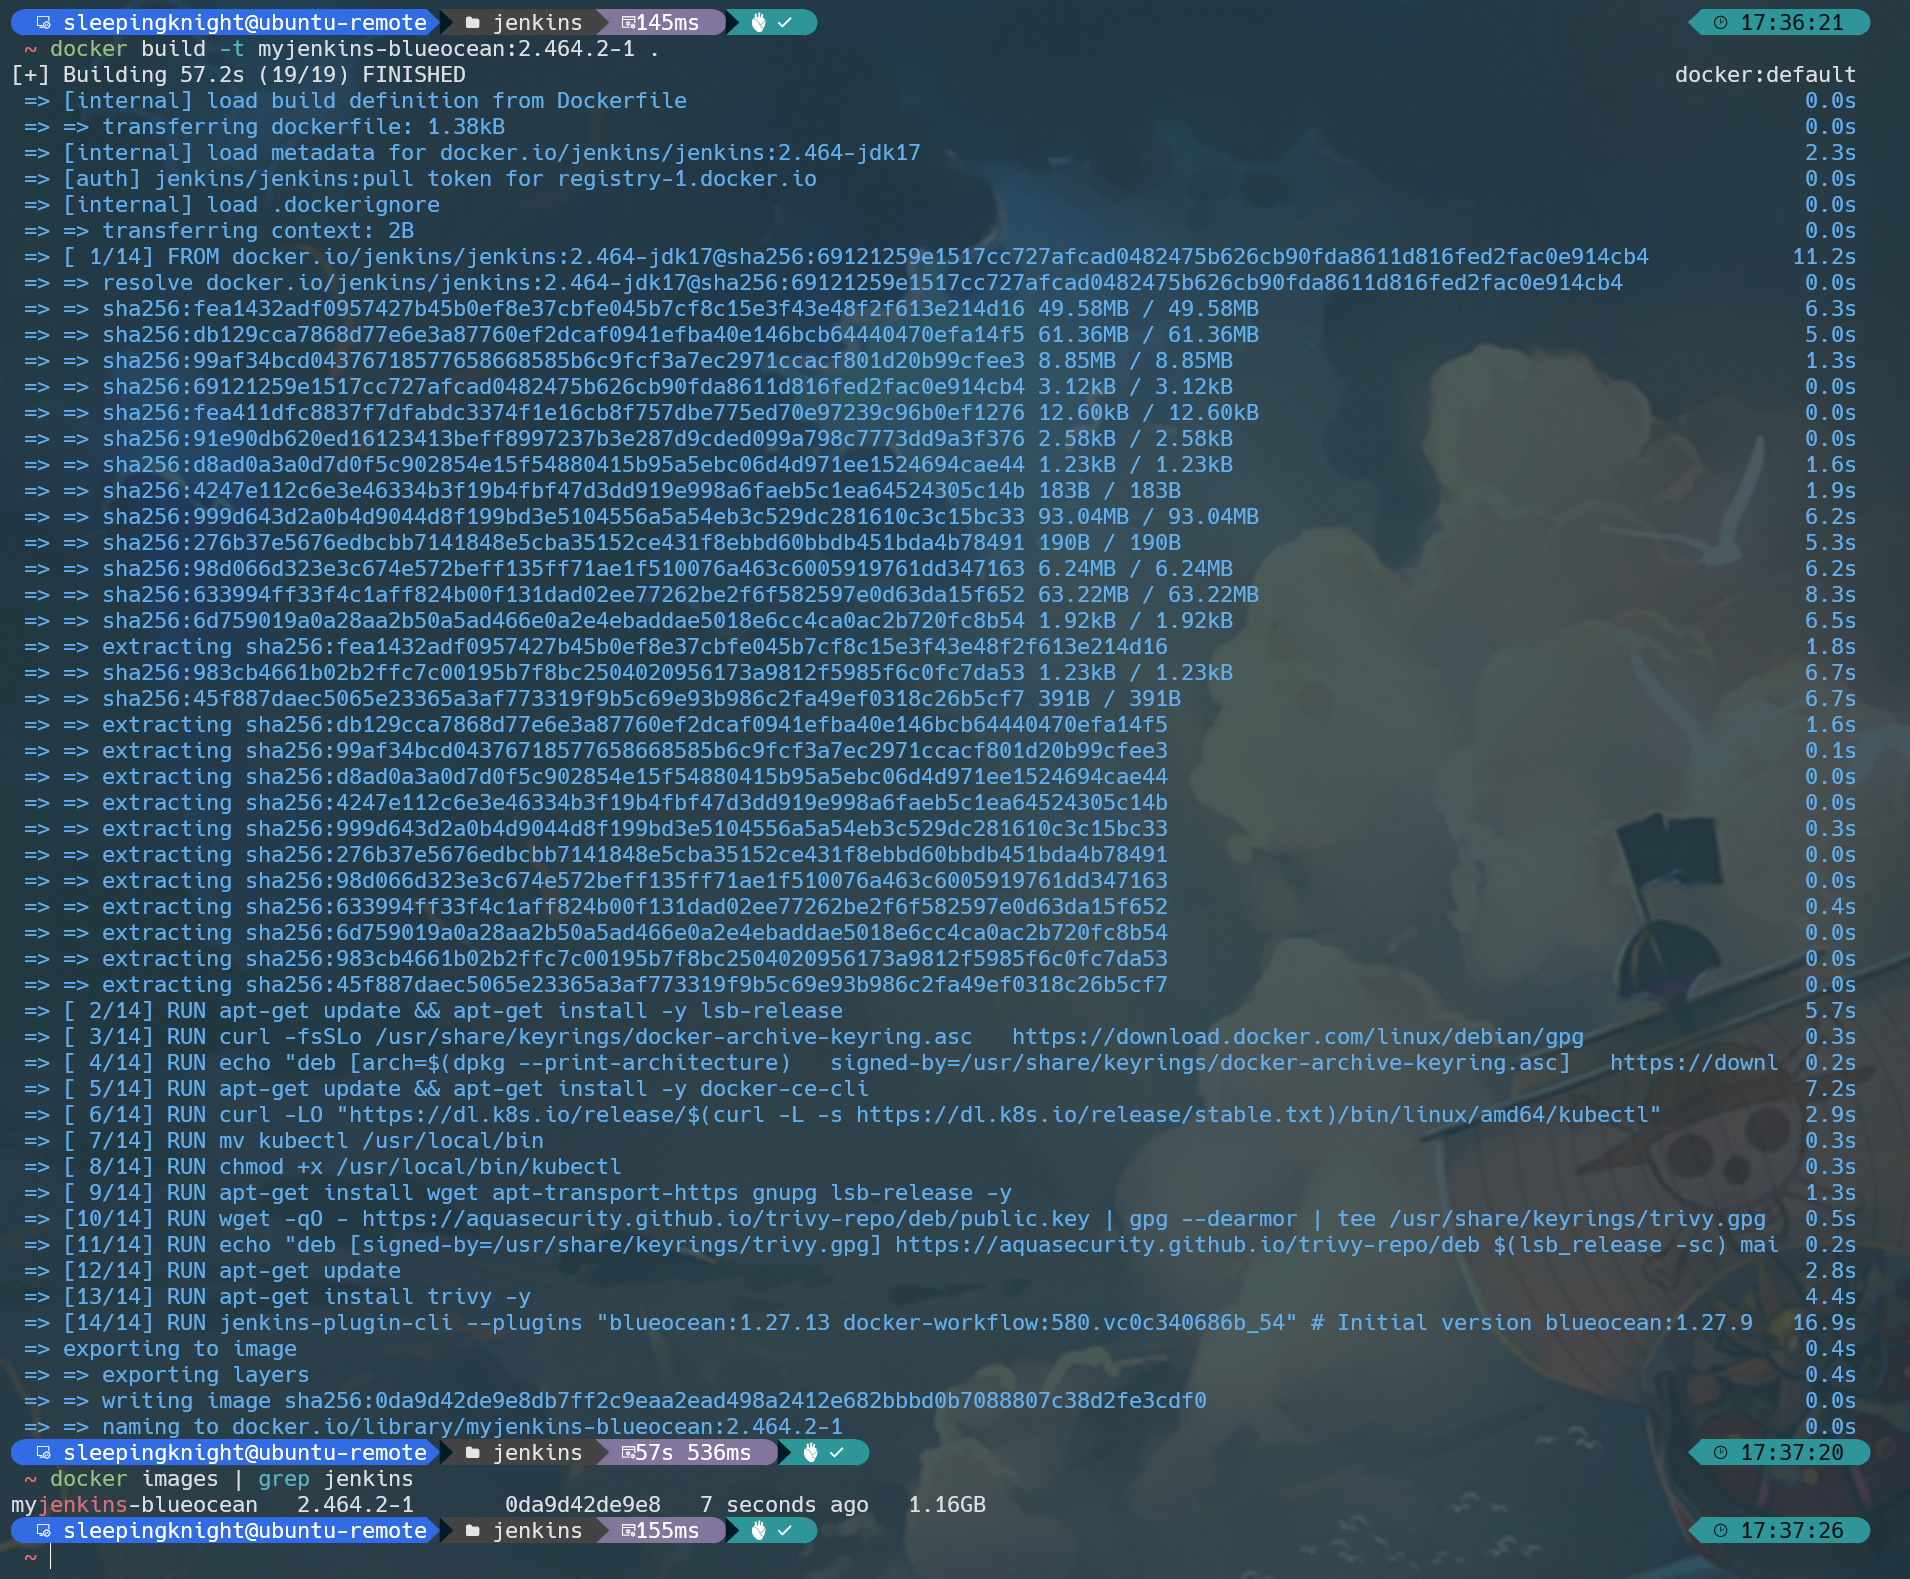 sleepingknight@ubuntu-remote jenkins 145ms ✓ 17:36:21
~ docker build -t myjenkins-blueocean:2.464.2-1 .
[+] Building 57.2s (19/19) FINISHED docker:default
=> [internal] load build definition from Dockerfile 0.0s
=> => transferring dockerfile: 1.38kB 0.0s
=> [internal] load metadata for docker.io/jenkins/jenkins:2.464-jdk17 2.3s
=> [auth] jenkins/jenkins:pull token for registry-1.docker.io 0.0s
=> [internal] load .dockerignore 0.0s
=> => transferring context: 2B 0.0s
=> [ 1/14] FROM docker.io/jenkins/jenkins:2.464-jdk17@sha256:69121259e1517cc727afcad0482475b626cb90fda8611d816fed2fac0e914cb4 11.2s
=> => resolve docker.io/jenkins/jenkins:2.464-jdk17@sha256:69121259e1517cc727afcad0482475b626cb90fda8611d816fed2fac0e914cb4 0.0s
=> => sha256:fea1432adf0957427b45b0ef8e37cbfe045b7cf8c15e3f43e48f2f613e214d16 49.58MB / 49.58MB 6.3s
=> => sha256:db129cca7868d77e6e3a87760ef2dcaf0941efba40e146bcb64440470efa14f5 61.36MB / 61.36MB 5.0s
=> => sha256:99af34bcd04376718577658668585b6c9fcf3a7ec2971ccacf801d20b99cfee3 8.85MB / 8.85MB 1.3s
=> => sha256:69121259e1517cc727afcad0482475b626cb90fda8611d816fed2fac0e914cb4 3.12kB / 3.12kB 0.0s
=> => sha256:fea411dfc8837f7dfabdc3374f1e16cb8f757dbe775ed70e97239c96b0ef1276 12.60kB / 12.60kB 0.0s
=> => sha256:91e90db620ed16123413beff8997237b3e287d9cded099a798c7773dd9a3f376 2.58kB / 2.58kB 0.0s
=> => sha256:d8ad0a3a0d7d0f5c902854e15f54880415b95a5ebc06d4d971ee1524694cae44 1.23kB / 1.23kB 1.6s
=> => sha256:4247e112c6e3e46334b3f19b4fbf47d3dd919e998a6faeb5c1ea64524305c14b 183B / 183B 1.9s
=> => sha256:999d643d2a0b4d9044d8f199bd3e5104556a5a54eb3c529dc281610c3c15bc33 93.04MB / 93.04MB 6.2s
=> => sha256:276b37e5676edbcbb7141848e5cba35152ce431f8ebbd60bbdb451bda4b78491 190B / 190B 5.3s
=> => sha256:98d066d323e3c674e572beff135ff71ae1f510076a463c6005919761dd347163 6.24MB / 6.24MB 6.2s
=> => sha256:633994ff33f4c1aff824b00f131dad02ee77262be2f6f582597e0d63da15f652 63.22MB / 63.22MB 8.3s
=> => sha256:6d759019a0a28aa2b50a5ad466e0a2e4ebaddae5018e6cc4ca0ac2b720fc8b54 1.92kB / 1.92kB 6.5s
=> => extracting sha256:fea1432adf0957427b45b0ef8e37cbfe045b7cf8c15e3f43e48f2f613e214d16 1.8s
=> => sha256:983cb4661b02b2ffc7c00195b7f8bc2504020956173a9812f5985f6c0fc7da53 1.23kB / 1.23kB 6.7s
=> => sha256:45f887daec5065e23365a3af773319f9b5c69e93b986c2fa49ef0318c26b5cf7 391B / 391B 6.7s
=> => extracting sha256:db129cca7868d77e6e3a87760ef2dcaf0941efba40e146bcb64440470efa14f5 1.6s
=> => extracting sha256:99af34bcd04376718577658668585b6c9fcf3a7ec2971ccacf801d20b99cfee3 0.1s
=> => extracting sha256:d8ad0a3a0d7d0f5c902854e15f54880415b95a5ebc06d4d971ee1524694cae44 0.0s
=> => extracting sha256:4247e112c6e3e46334b3f19b4fbf47d3dd919e998a6faeb5c1ea64524305c14b 0.0s
=> => extracting sha256:999d643d2a0b4d9044d8f199bd3e5104556a5a54eb3c529dc281610c3c15bc33 0.3s
=> => extracting sha256:276b37e5676edbcbb7141848e5cba35152ce431f8ebbd60bbdb451bda4b78491 0.0s
=> => extracting sha256:98d066d323e3c674e572beff135ff71ae1f510076a463c6005919761dd347163 0.0s
=> => extracting sha256:633994ff33f4c1aff824b00f131dad02ee77262be2f6f582597e0d63da15f652 0.4s
=> => extracting sha256:6d759019a0a28aa2b50a5ad466e0a2e4ebaddae5018e6cc4ca0ac2b720fc8b54 0.0s
=> => extracting sha256:983cb4661b02b2ffc7c00195b7f8bc2504020956173a9812f5985f6c0fc7da53 0.0s
=> => extracting sha256:45f887daec5065e23365a3af773319f9b5c69e93b986c2fa49ef0318c26b5cf7 0.0s
=> [ 2/14] RUN apt-get update && apt-get install -y lsb-release 5.7s
=> [ 3/14] RUN curl -fsSLo /usr/share/keyrings/docker-archive-keyring.asc   https://download.docker.com/linux/debian/gpg 0.3s
=> [ 4/14] RUN echo "deb [arch=$(dpkg --print-architecture)   signed-by=/usr/share/keyrings/docker-archive-keyring.asc]   https://downl 0.2s
=> [ 5/14] RUN apt-get update && apt-get install -y docker-ce-cli 7.2s
=> [ 6/14] RUN curl -LO "https://dl.k8s.io/release/$(curl -L -s https://dl.k8s.io/release/stable.txt)/bin/linux/amd64/kubectl" 2.9s
=> [ 7/14] RUN mv kubectl /usr/local/bin 0.3s
=> [ 8/14] RUN chmod +x /usr/local/bin/kubectl 0.3s
=> [ 9/14] RUN apt-get install wget apt-transport-https gnupg lsb-release -y 1.3s
=> [10/14] RUN wget -qO - https://aquasecurity.github.io/trivy-repo/deb/public.key | gpg --dearmor | tee /usr/share/keyrings/trivy.gpg 0.5s
=> [11/14] RUN echo "deb [signed-by=/usr/share/keyrings/trivy.gpg] https://aquasecurity.github.io/trivy-repo/deb $(lsb_release -sc) mai 0.2s
=> [12/14] RUN apt-get update 2.8s
=> [13/14] RUN apt-get install trivy -y 4.4s
=> [14/14] RUN jenkins-plugin-cli --plugins "blueocean:1.27.13 docker-workflow:580.vc0c340686b_54" # Initial version blueocean:1.27.9 16.9s
=> exporting to image 0.4s
=> => exporting layers 0.4s
=> => writing image sha256:0da9d42de9e8db7ff2c9eaa2ead498a2412e682bbbd0b7088807c38d2fe3cdf0 0.0s
=> => naming to docker.io/library/myjenkins-blueocean:2.464.2-1 0.0s
sleepingknight@ubuntu-remote jenkins 57s 536ms ✓ 17:37:20
~ docker images | grep jenkins
myjenkins-blueocean   2.464.2-1       0da9d42de9e8   7 seconds ago   1.16GB
sleepingknight@ubuntu-remote jenkins 155ms ✓ 17:37:26
~